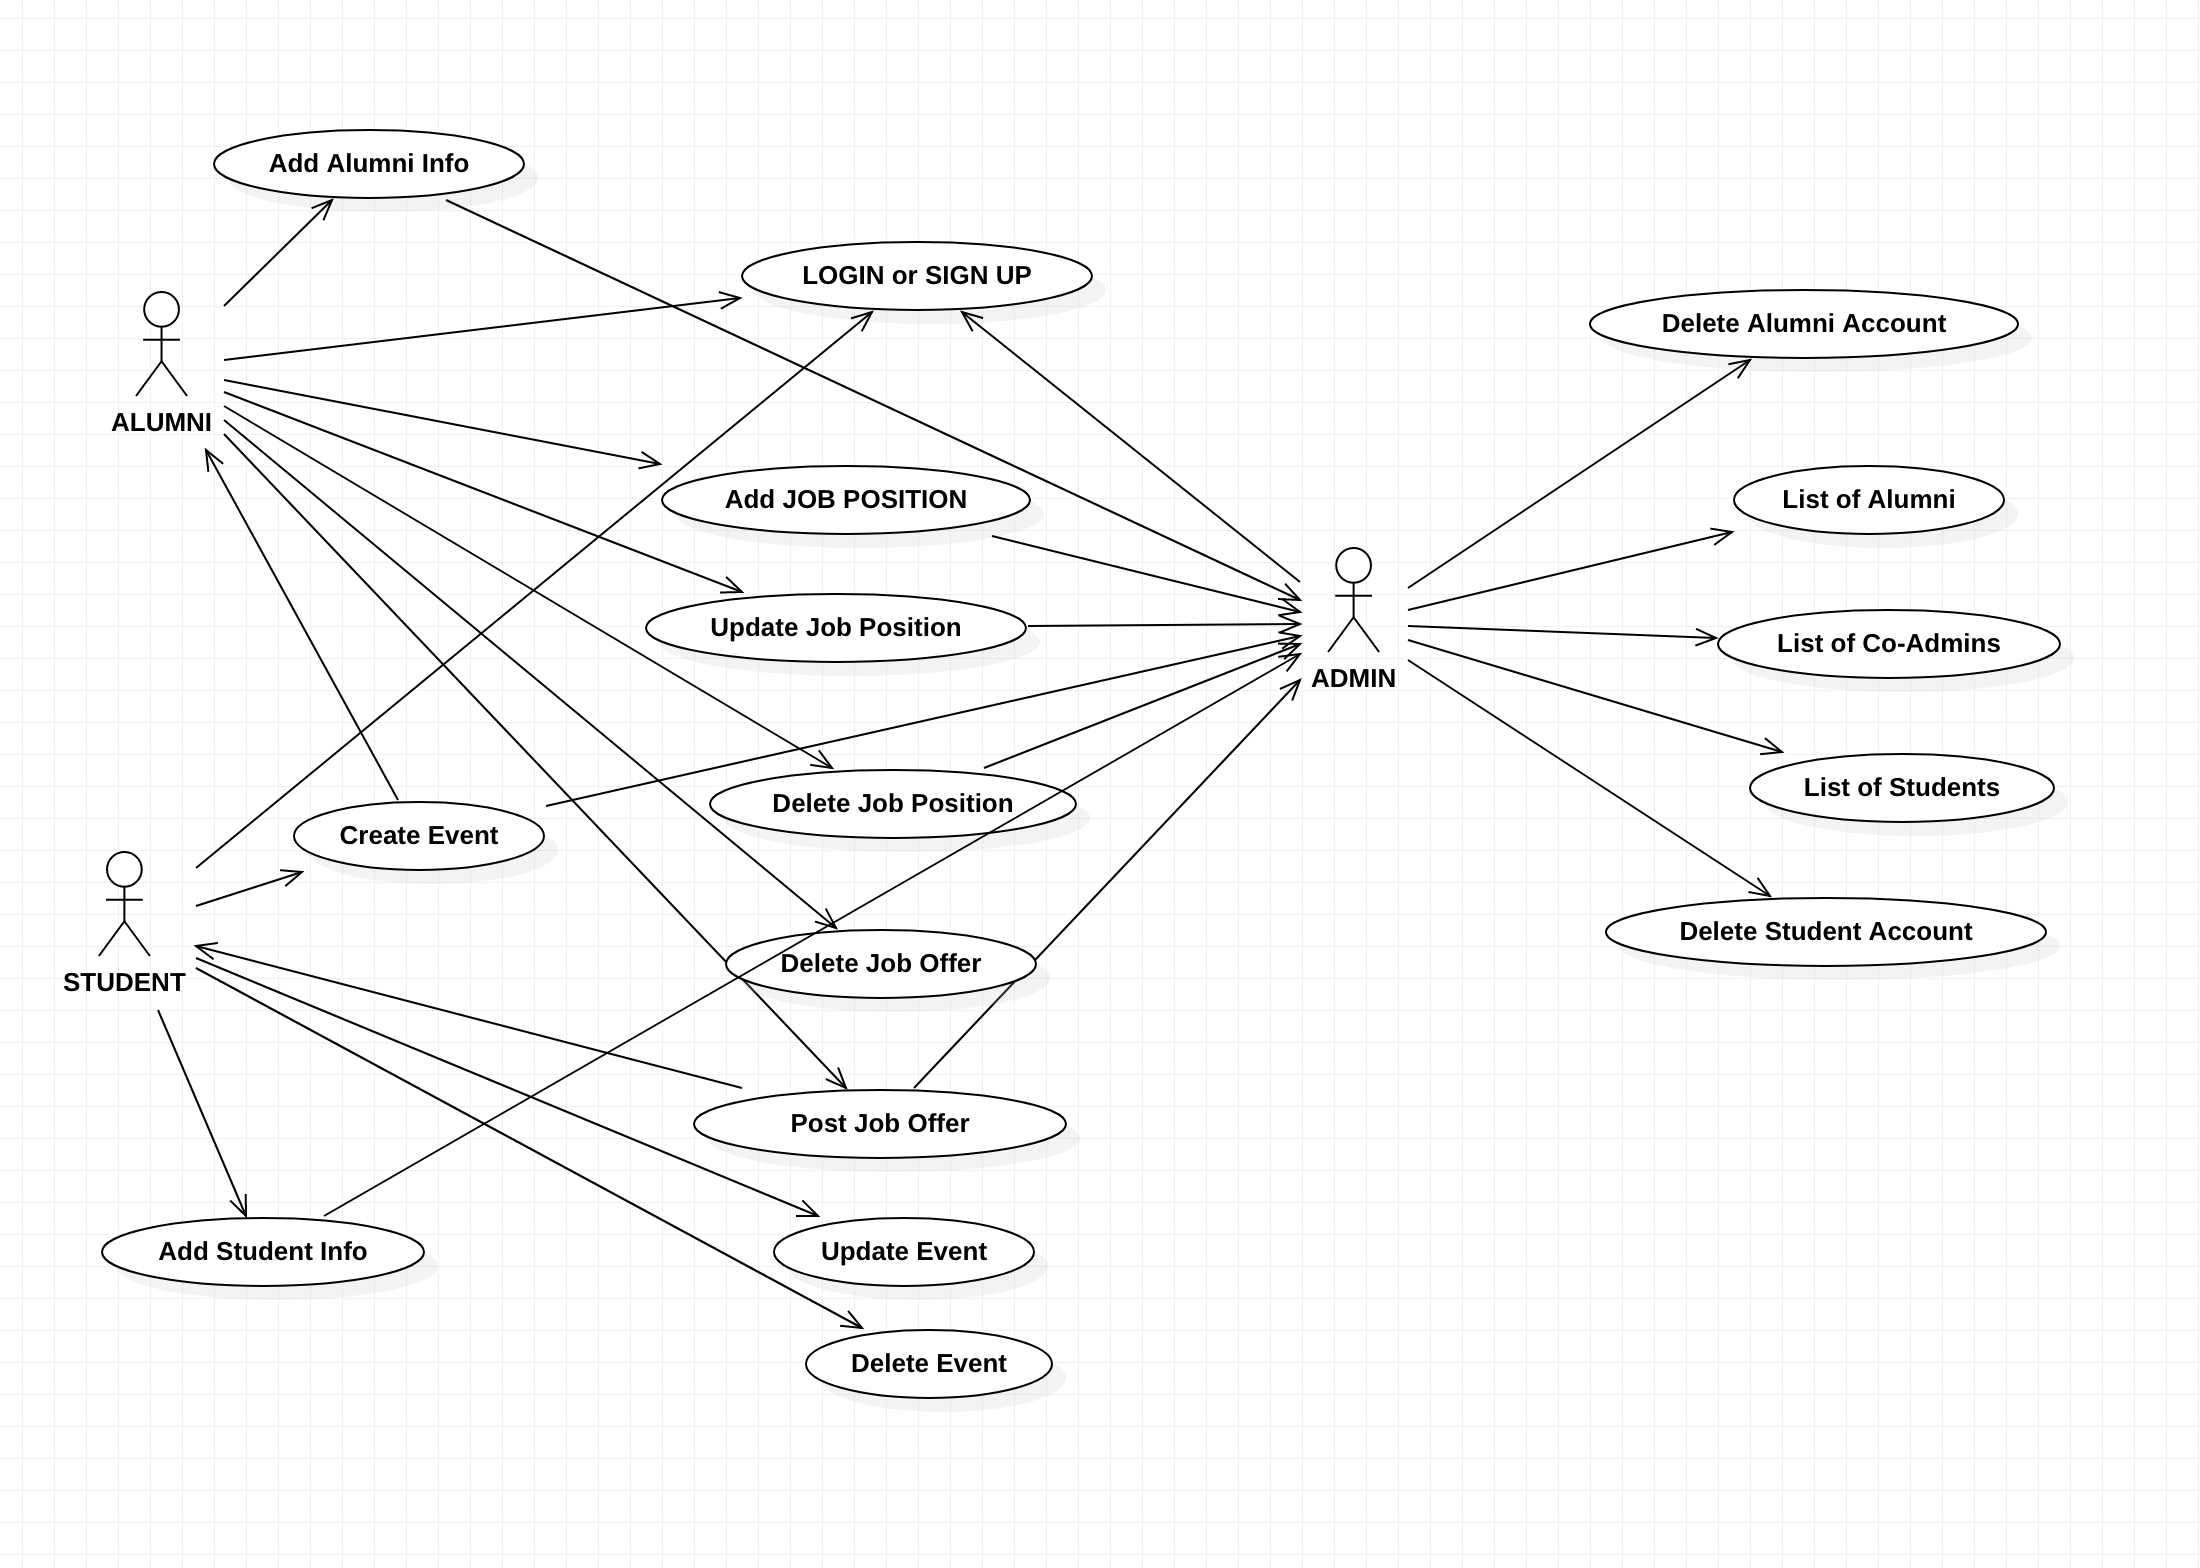 Add Alumni Info
LOGIN or SIGN UP
Delete Alumni Account
ALUMNI
Add JOB POSITION
List of Alumni
Update Job Position
List of Co-Admins
ADMIN
Delete Job Position
List of Students
Create Event
Delete Student Account
Delete Job Offer
STUDENT
Post Job Offer
Add Student Info
Update Event
Delete Event